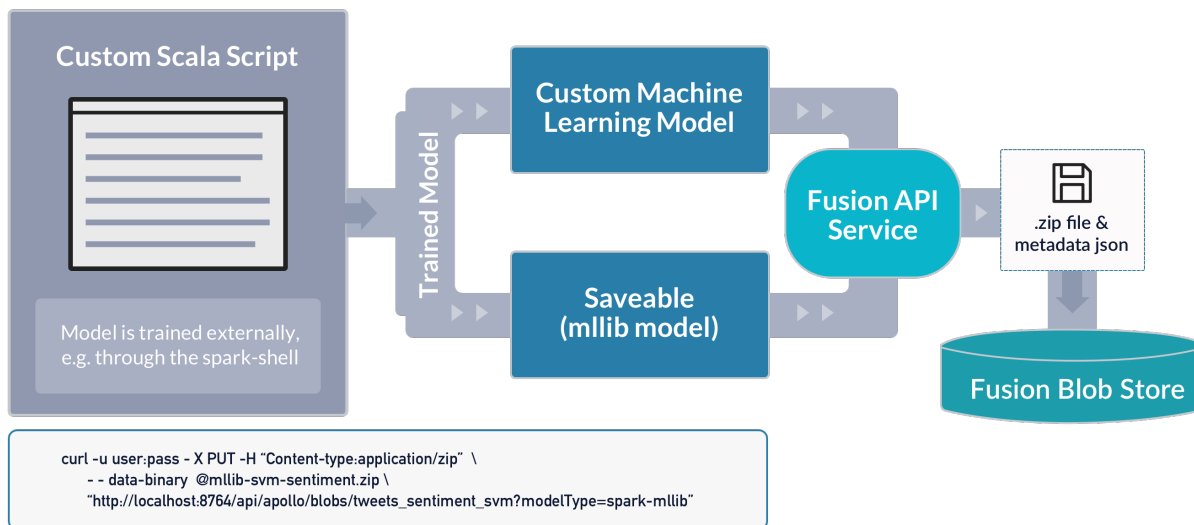 Custom Scala Script
Model is trained externally,
e.g. through the spark-shell
Trained Model
Custom Machine
Learning Model
Saveable
(mllib model)
Fusion API
Service
.zip file &
metadata json
Fusion Blob Store
curl -u user:pass - X PUT -H “Content-type:application/zip” \
- - data-binary @mllib-svm-sentiment.zip \
“http://localhost:8764/api/apollo/blobs/tweets_sentiment_svm?modelType=spark-mllib”